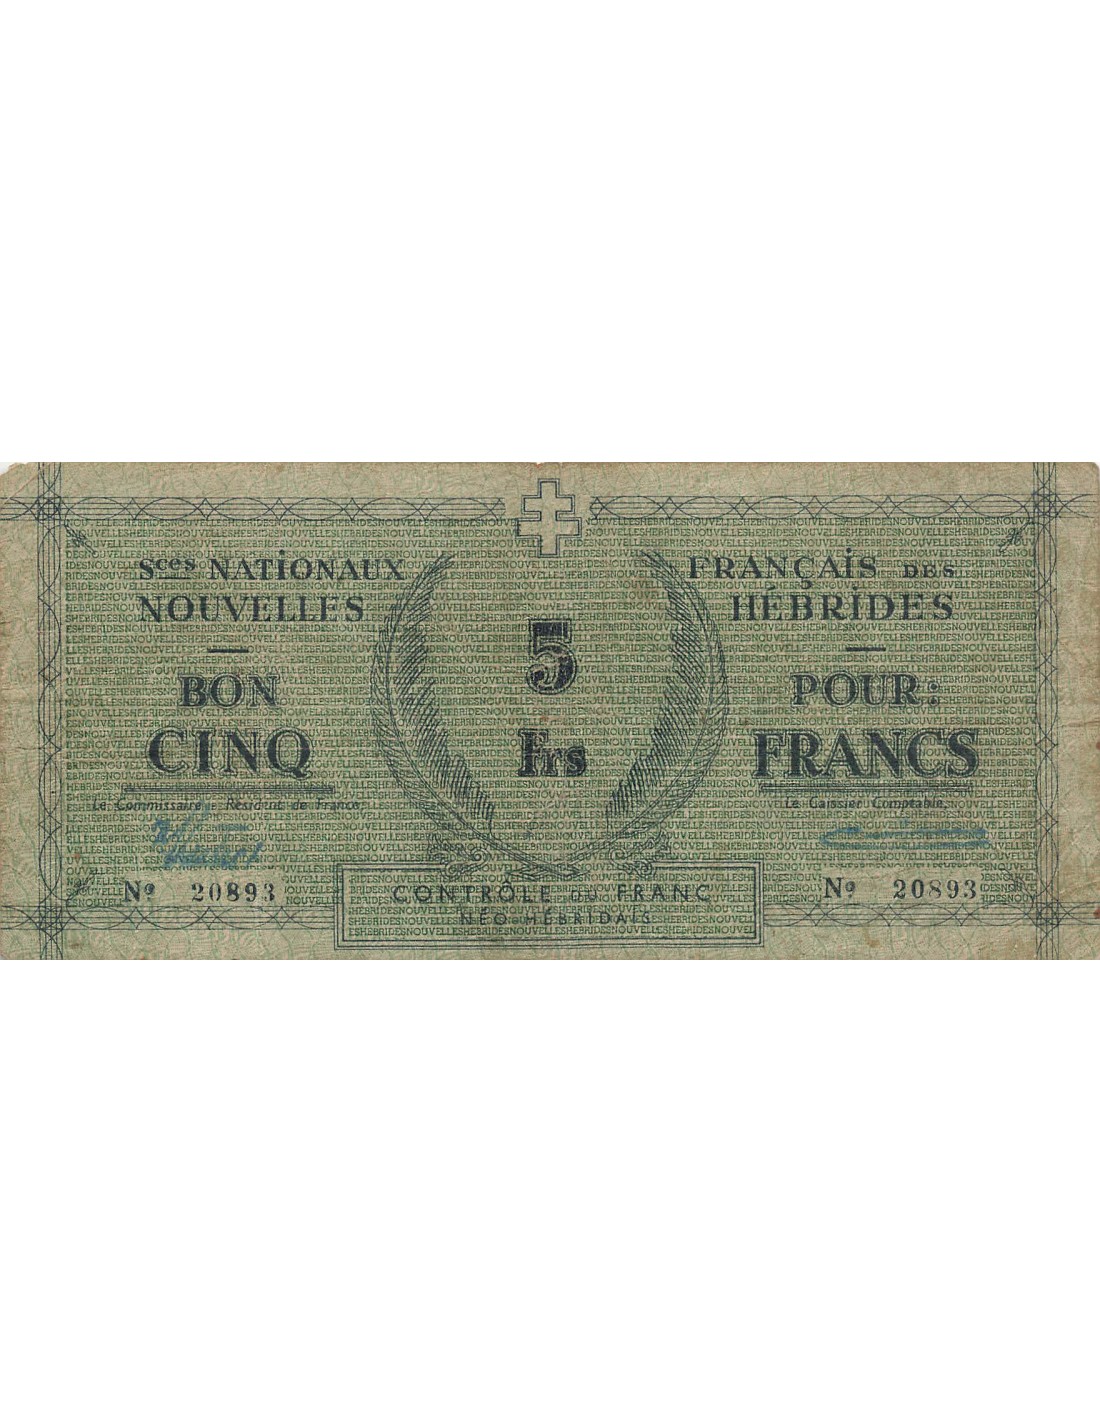 Sces NATIONAUX FRANÇAIS DES
NOUVELLES HÉBRIDES
BON POUR:
5
Frs
CINQ FRANCS
Le Commissaire - Résident de France,
Le Caissier Comptable,
No 20893
No 20893
CONTRÔLE DU FRANC
NÉO HÉBRIDAIS